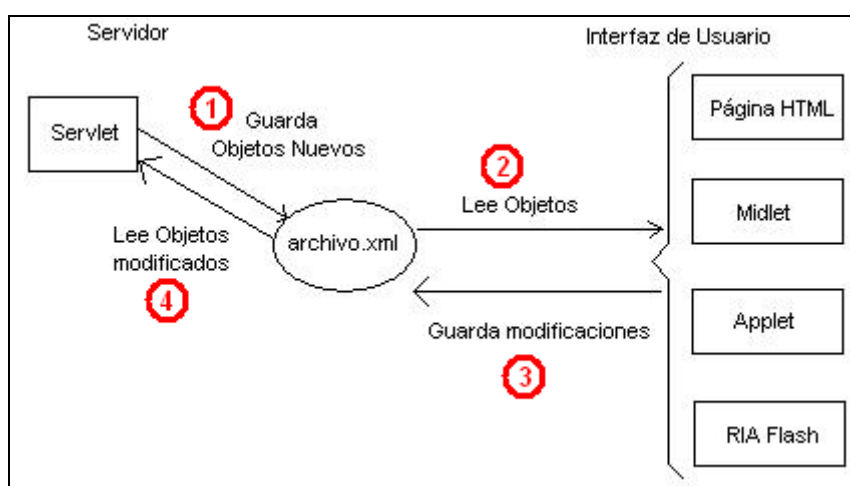 Servidor
Interfaz de Usuario
Servlet
1
Guarda
Objetos Nuevos
2
Lee Objetos
archivo.xml
Lee Objetos
modificados
4
Guarda modificaciones
3
Página HTML
Midlet
Applet
RIA Flash